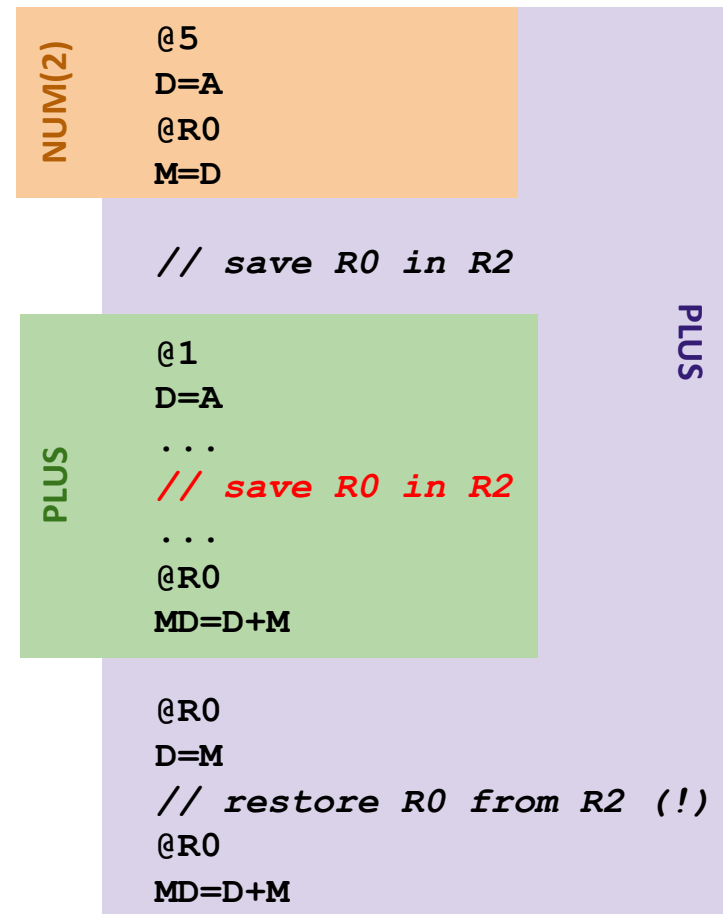 NUM(2)
@5
D=A
@R0
M=D
// save R0 in R2
PLUS
PLUS
@1
D=A
...
// save R0 in R2
...
@R0
MD=D+M
@R0
D=M
// restore R0 from R2 (!)
@R0
MD=D+M